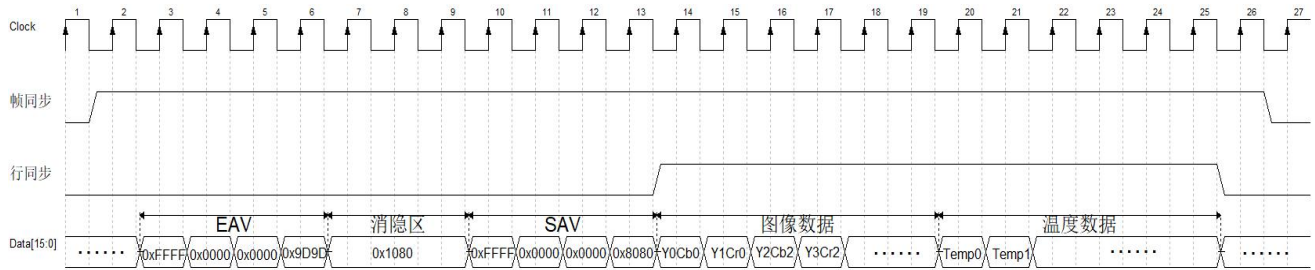 1 2 3 4 5 6 7 8 9 10 11 12 13 14 15 16 17 18 19 20 21 22 23 24 25 26 27
Clock
帧同步
行同步
EAV 消隐区 SAV 图像数据 温度数据
Data[15:0] ...... 0xFFFF 0x0000 0x0000 0x9D9D 0x1080 0xFFFF 0x0000 0x0000 0x8080 Y0Cb0 Y1Cr0 Y2Cb2 Y3Cr2 ...... Temp0 Temp1 ...... ......